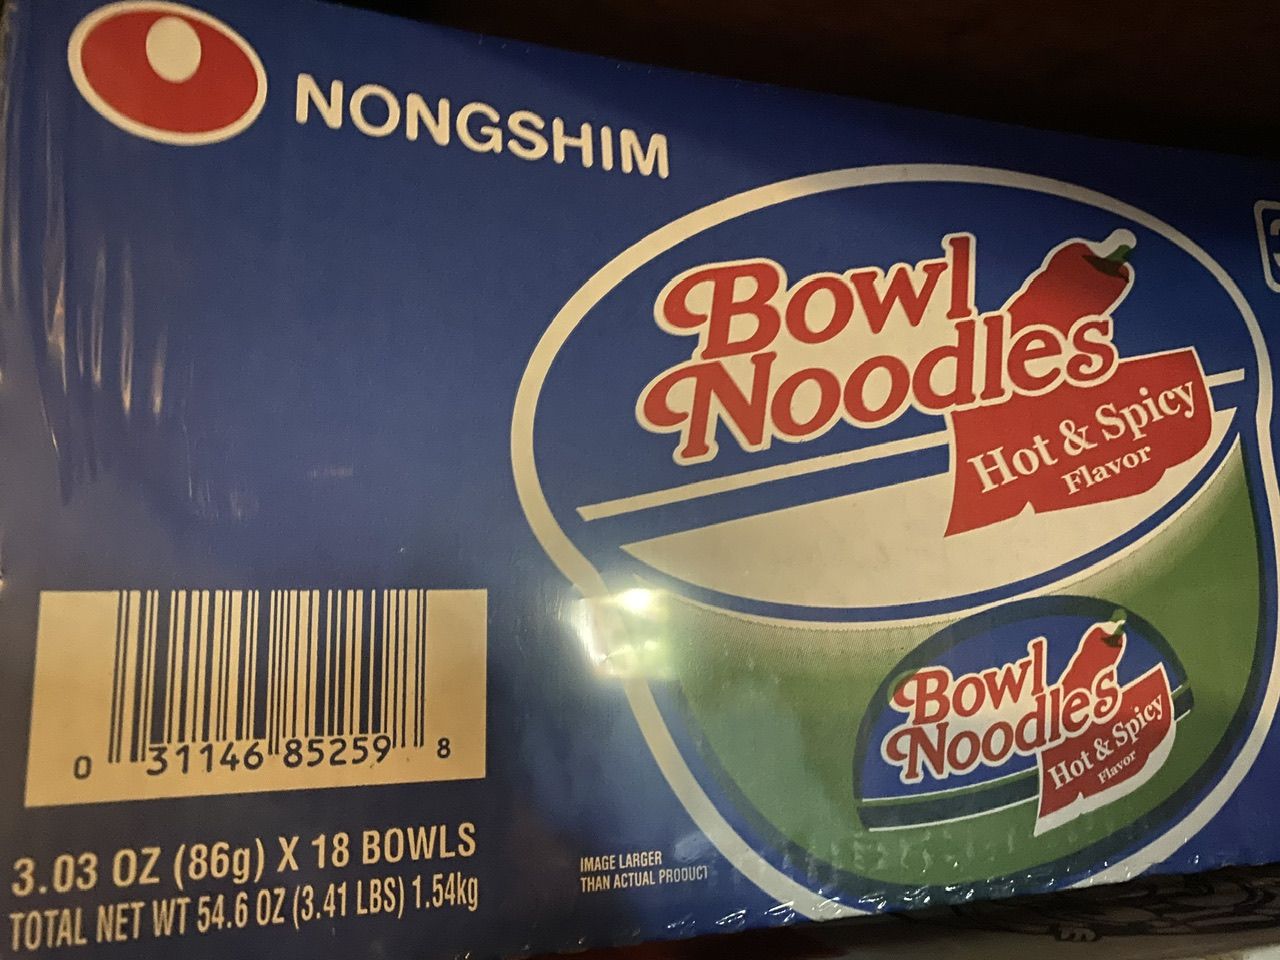 NONGSHIM
Bowl
Noodles
Hot & Spicy
Flavor
Bowl
Noodles
Hot & Spicy
Flavor
0 31146 85259 8
3.03 OZ (86g) X 18 BOWLS
TOTAL NET WT 54.6 OZ (3.41 LBS) 1.54kg
IMAGE LARGER
THAN ACTUAL PRODUCT